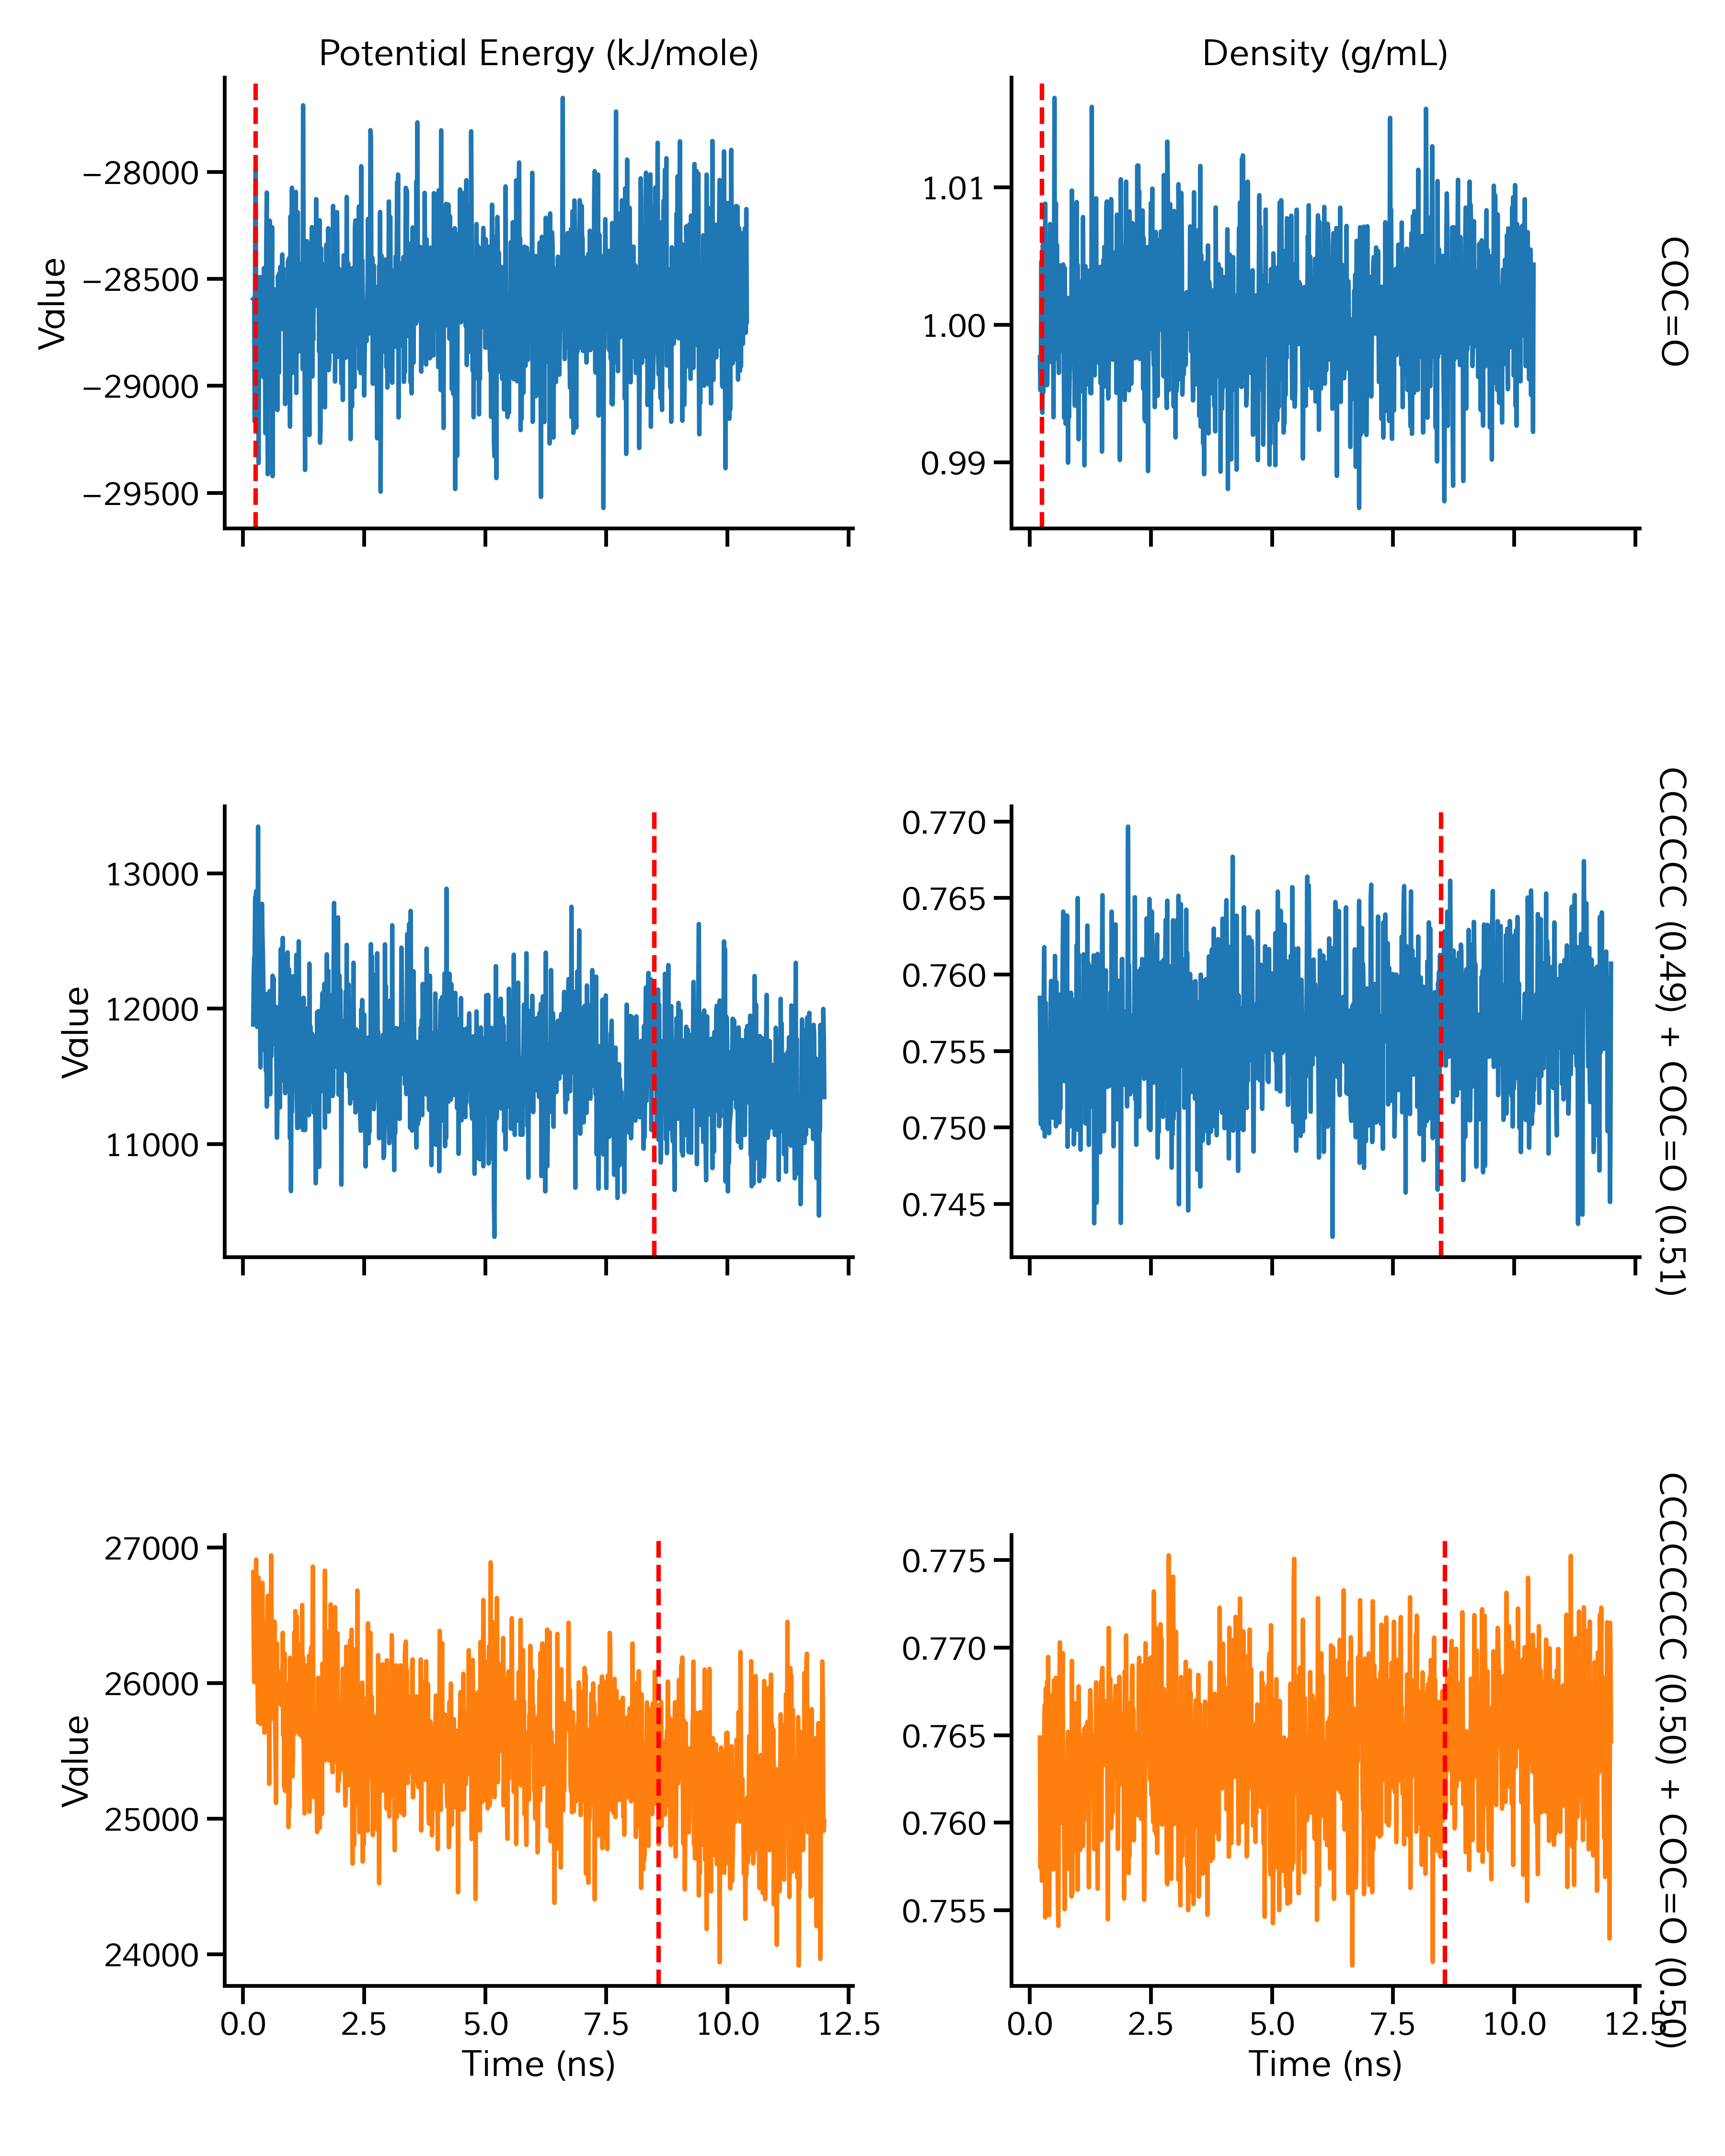 Potential Energy (kJ/mole)
Density (g/mL)
Value
−28000
−28500
−29000
−29500
1.01
1.00
0.99
COC=O
Value
13000
12000
11000
0.770
0.765
0.760
0.755
0.750
0.745
CCCCCC (0.49) + COC=O (0.51)
Value
27000
26000
25000
24000
0.775
0.770
0.765
0.760
0.755
CCCCCCCC (0.50) + COC=O (0.50)
0.0 2.5 5.0 7.5 10.0 12.5
0.0 2.5 5.0 7.5 10.0 12.5
Time (ns)
Time (ns)